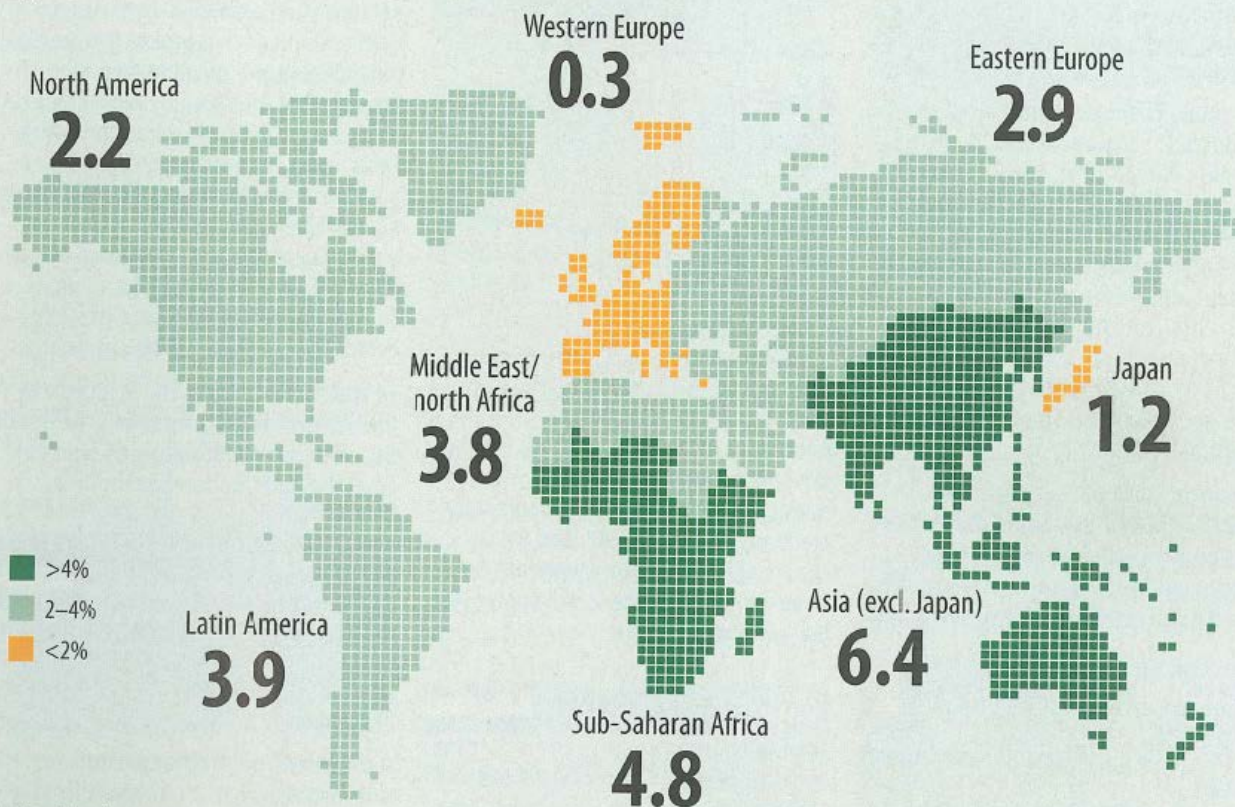 Western Europe
0.3
North America
2.2
Eastern Europe
2.9
Middle East/
north Africa
3.8
Japan
1.2
>4%
2–4%
<2%
Latin America
3.9
Asia (excl. Japan)
6.4
Sub-Saharan Africa
4.8